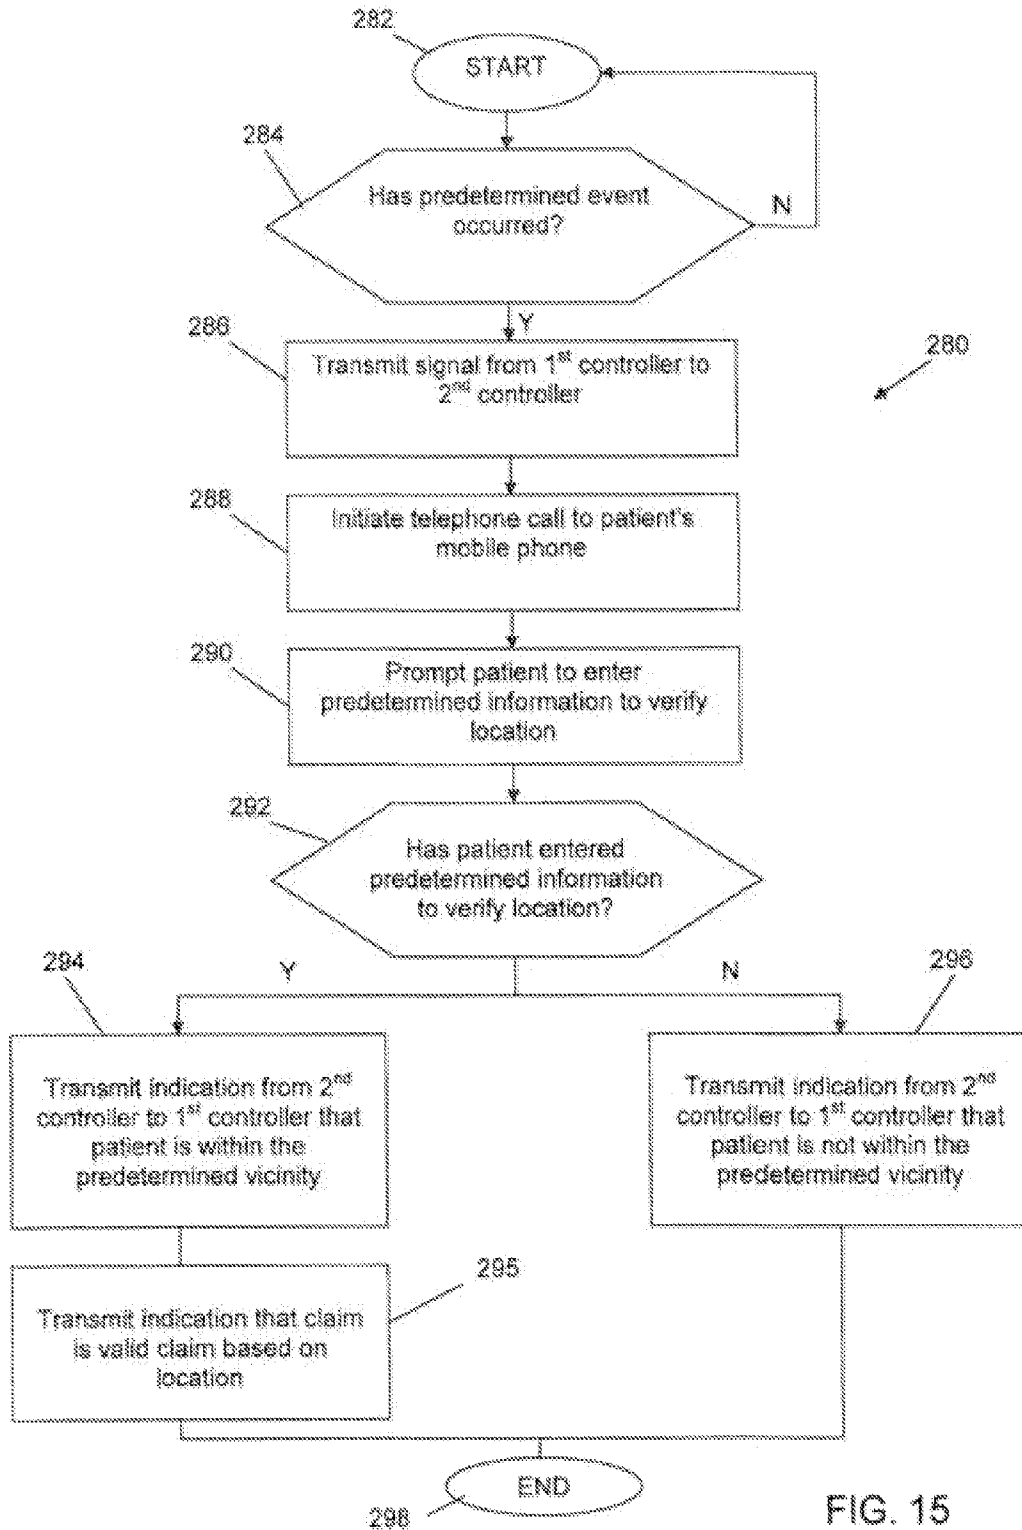 282
START
284
Has predetermined event
occurred?
N
Y
286
Transmit signal from 1st controller to
2nd controller
280
288
Initiate telephone call to patient's
mobile phone
290
Prompt patient to enter
predetermined information to verify
location
292
Has patient entered
predetermined information
to verify location?
294
Y
N
296
Transmit indication from 2nd
controller to 1st controller that
patient is within the
predetermined vicinity
Transmit indication from 2nd
controller to 1st controller that
patient is not within the
predetermined vicinity
295
Transmit indication that claim
is valid claim based on
location
END
298
FIG. 15